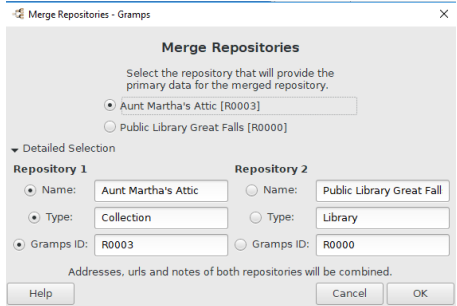 Merge Repositories - Gramps
Merge Repositories
Select the repository that will provide the
primary data for the merged repository.
Aunt Martha's Attic [R0003]
Public Library Great Falls [R0000]
Detailed Selection
Repository 1 Repository 2
Name: Aunt Martha's Attic Name: Public Library Great Fall
Type: Collection Type: Library
Gramps ID: R0003 Gramps ID: R0000
Addresses, urls and notes of both repositories will be combined.
Help Cancel OK